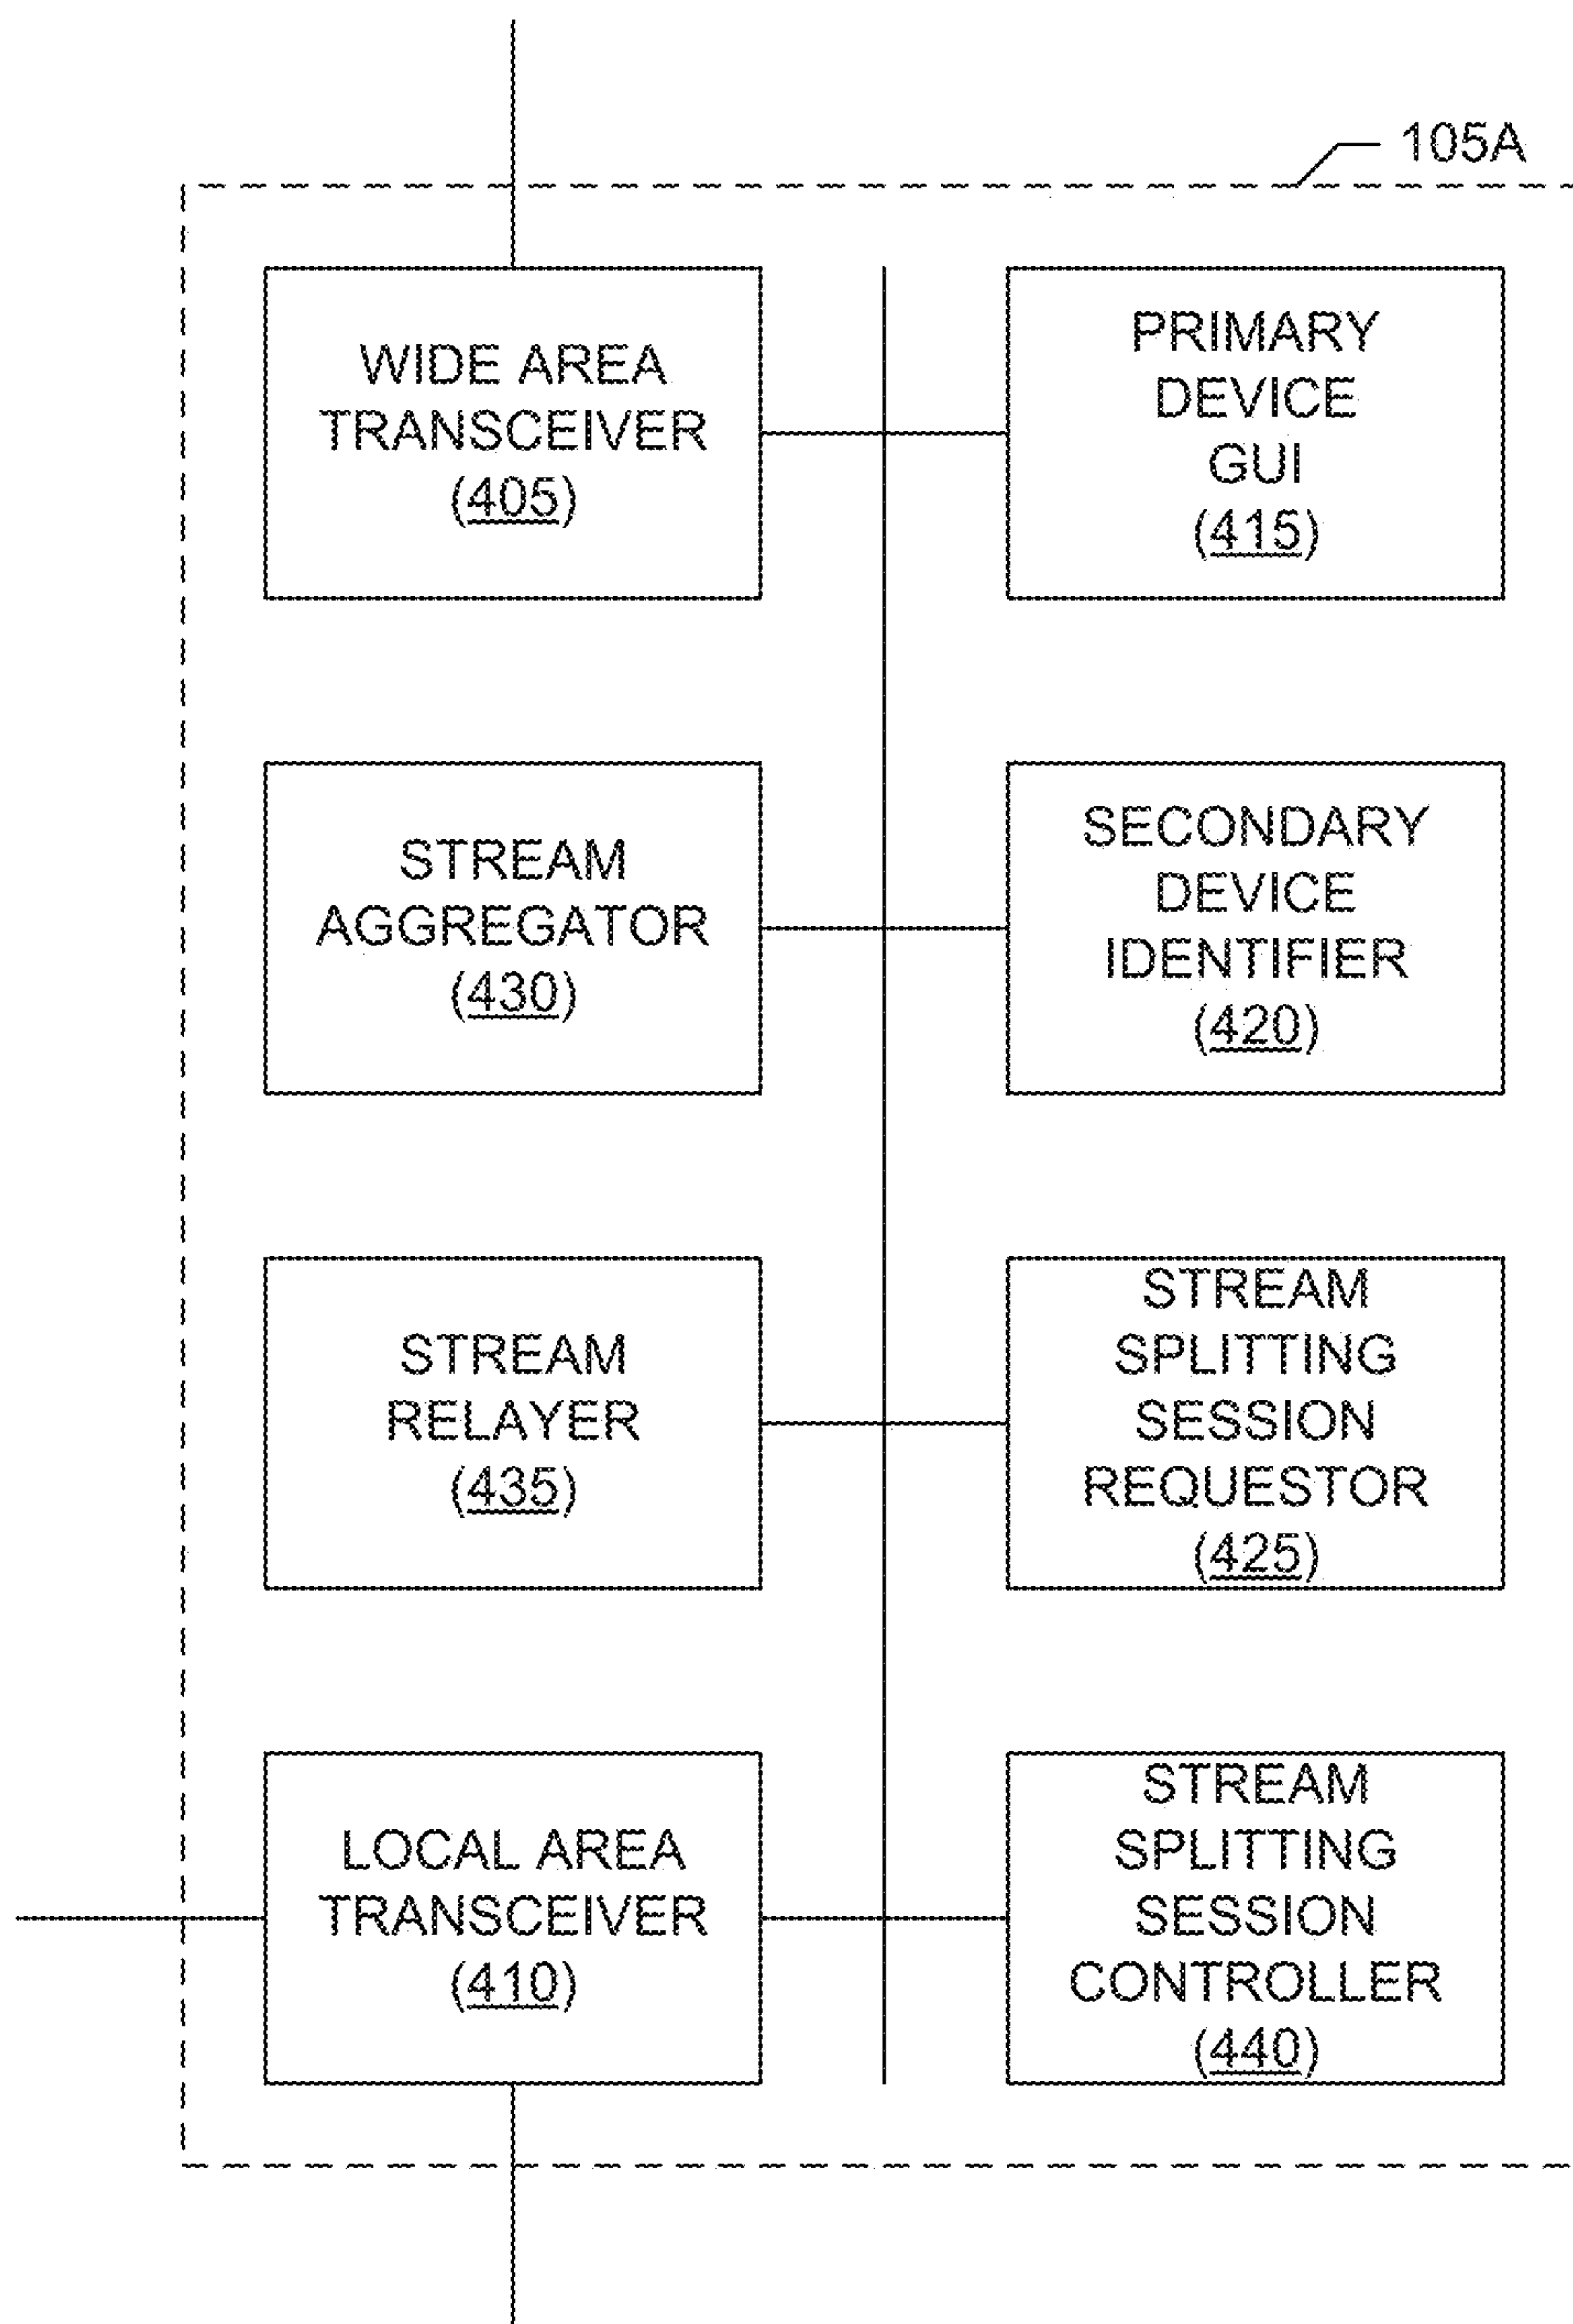 105A
WIDE AREA
TRANSCEIVER
(405)
PRIMARY
DEVICE
GUI
(415)
STREAM
AGGREGATOR
(430)
SECONDARY
DEVICE
IDENTIFIER
(420)
STREAM
RELAYER
(435)
STREAM
SPLITTING
SESSION
REQUESTOR
(425)
LOCAL AREA
TRANSCEIVER
(410)
STREAM
SPLITTING
SESSION
CONTROLLER
(440)